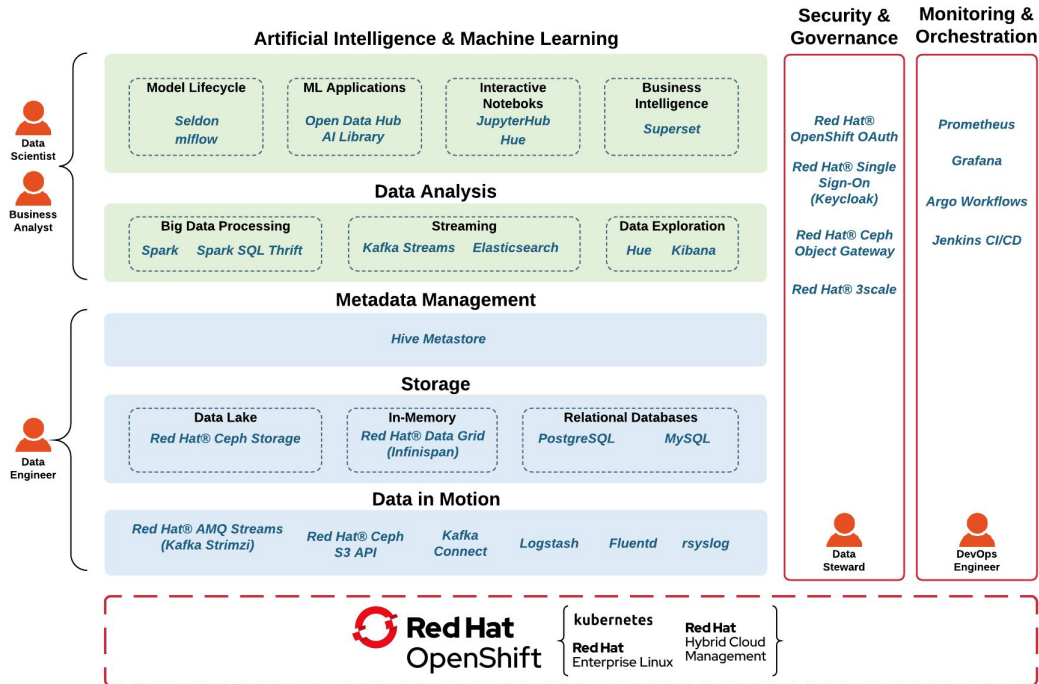 Security &
Governance
Monitoring &
Orchestration
Artificial Intelligence & Machine Learning
Model Lifecycle
Seldon
mlflow
ML Applications
Open Data Hub
AI Library
Interactive
Noteboks
JupyterHub
Hue
Business
Intelligence
Superset
Data
Scientist
Business
Analyst
Data Analysis
Big Data Processing
Spark Spark SQL Thrift
Streaming
Kafka Streams Elasticsearch
Data Exploration
Hue Kibana
Metadata Management
Hive Metastore
Storage
Data Lake
Red Hat® Ceph Storage
In-Memory
Red Hat® Data Grid
(Infinispan)
Relational Databases
PostgreSQL MySQL
Data
Engineer
Data in Motion
Red Hat® AMQ Streams
(Kafka Strimzi)
Red Hat® Ceph
S3 API
Kafka
Connect
Logstash
Fluentd
rsyslog
Red Hat®
OpenShift OAuth
Red Hat® Single
Sign-On
(Keycloak)
Red Hat® Ceph
Object Gateway
Red Hat® 3scale
Data
Steward
Prometheus
Grafana
Argo Workflows
Jenkins CI/CD
DevOps
Engineer
Red Hat
OpenShift
kubernetes
Red Hat
Enterprise Linux
Red Hat
Hybrid Cloud
Management